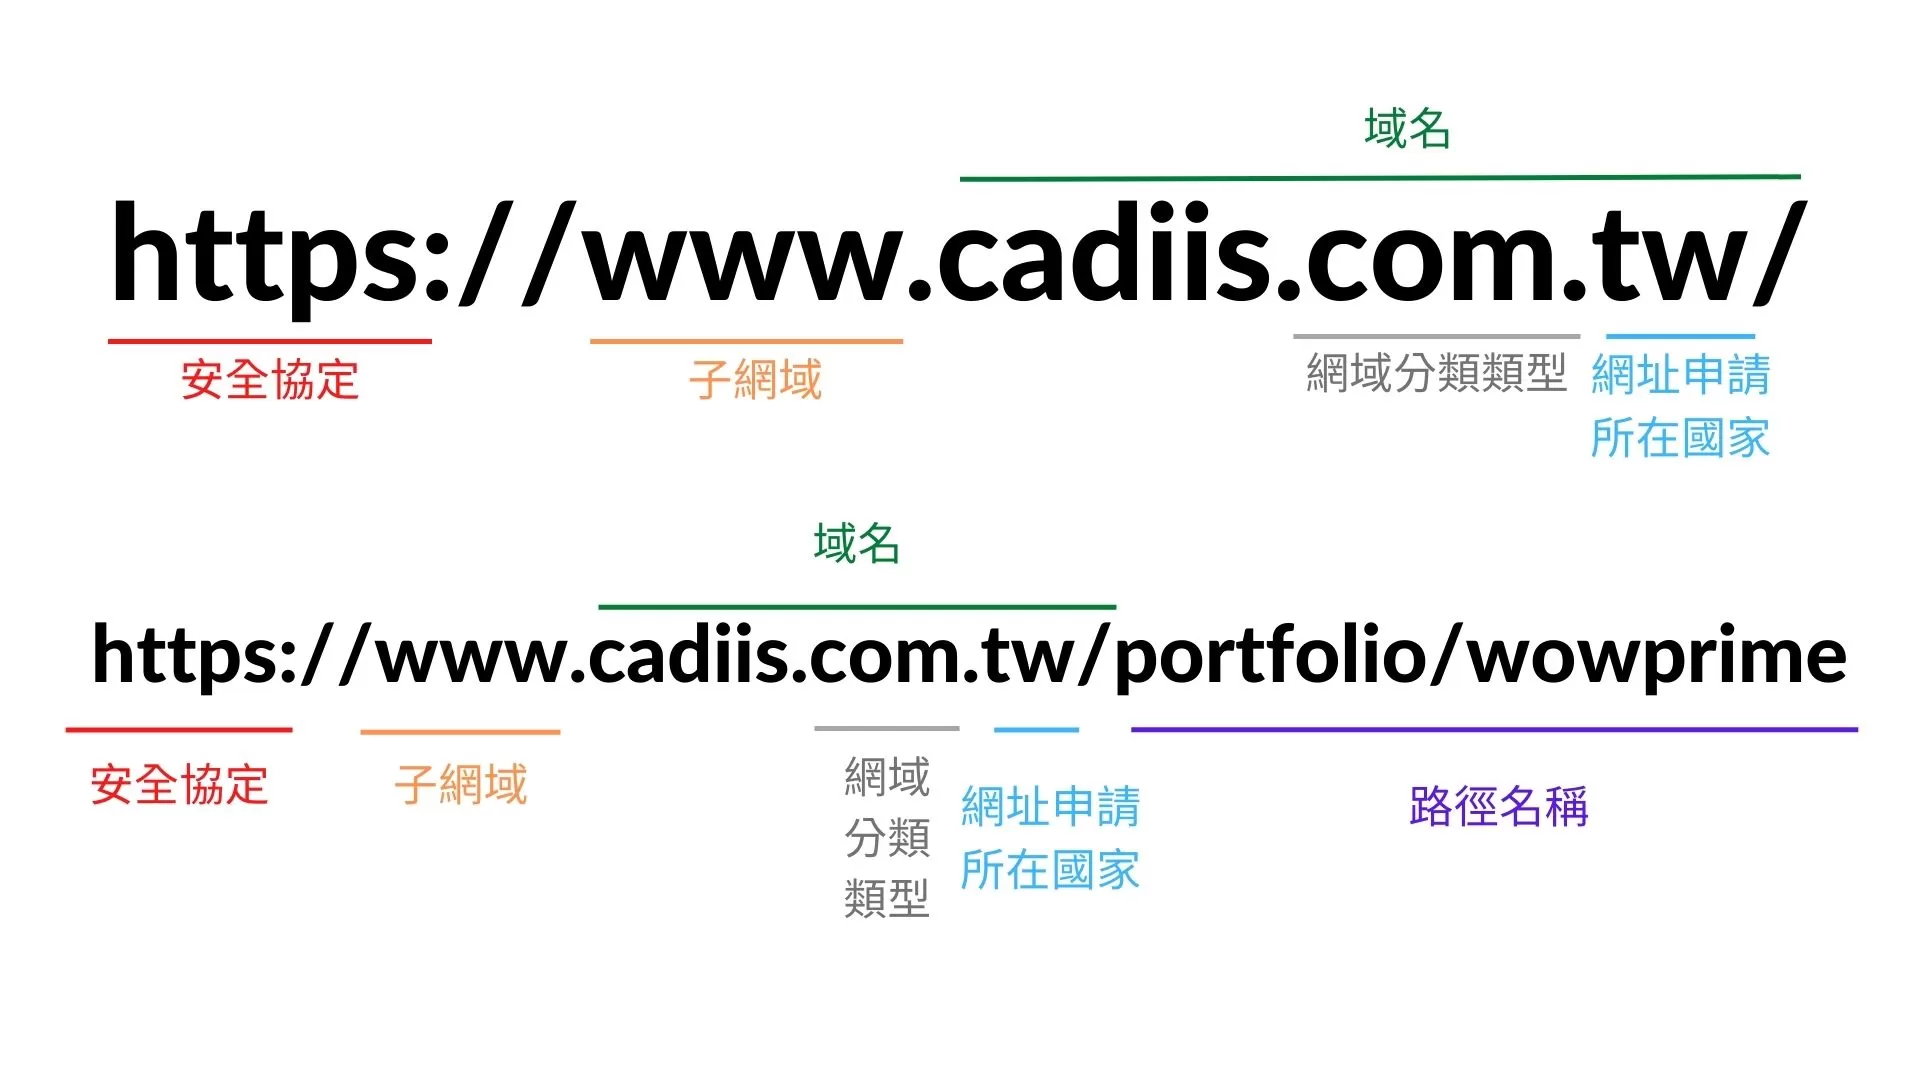 域名
https://www.cadiis.com.tw/
安全協定
子網域
網域分類類型
網址申請
所在國家
域名
https://www.cadiis.com.tw/portfolio/wowprime
安全協定
子網域
網域
分類
類型
網址申請
所在國家
路徑名稱